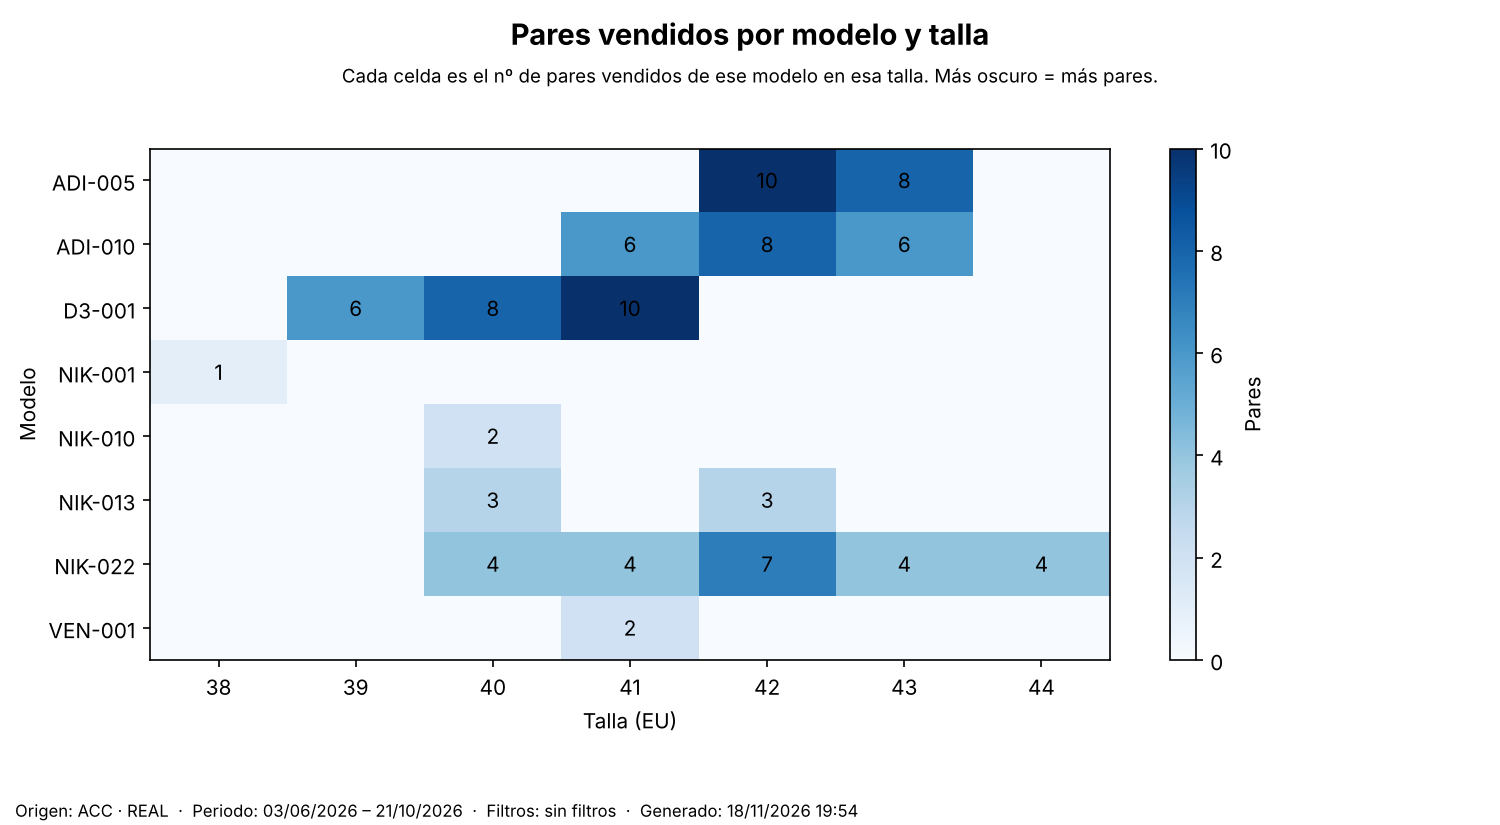 Pares vendidos por modelo y talla
Cada celda es el nº de pares vendidos de ese modelo en esa talla. Más oscuro = más pares.
Modelo
ADI-005 10 8
ADI-010 6 8 6
D3-001 6 8 10
NIK-001 1
NIK-010 2
NIK-013 3 3
NIK-022 4 4 7 4 4
VEN-001 2
38 39 40 41 42 43 44
Talla (EU)
10
8
6
4
2
0
Pares
Origen: ACC · REAL · Periodo: 03/06/2026 – 21/10/2026 · Filtros: sin filtros · Generado: 18/11/2026 19:54